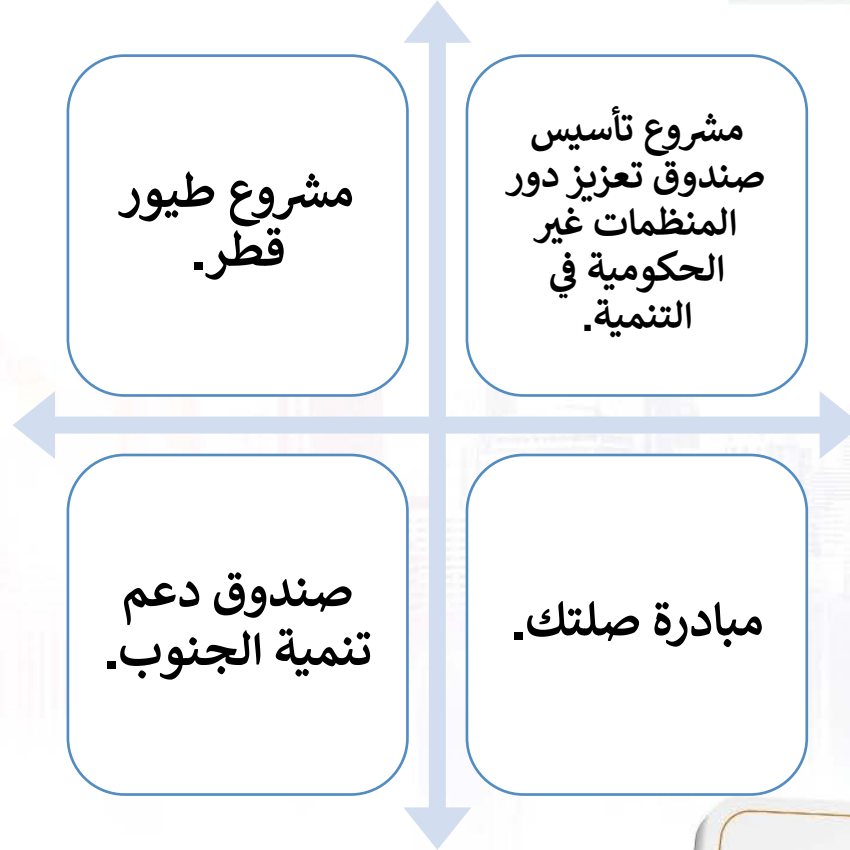 مشروع تأسيس
صندوق تعزيز دور
المنظمات غير
الحكومية في
التنمية.
مشروع طيور
قطر.
مبادرة صلتك.
صندوق دعم
تنمية الجنوب.